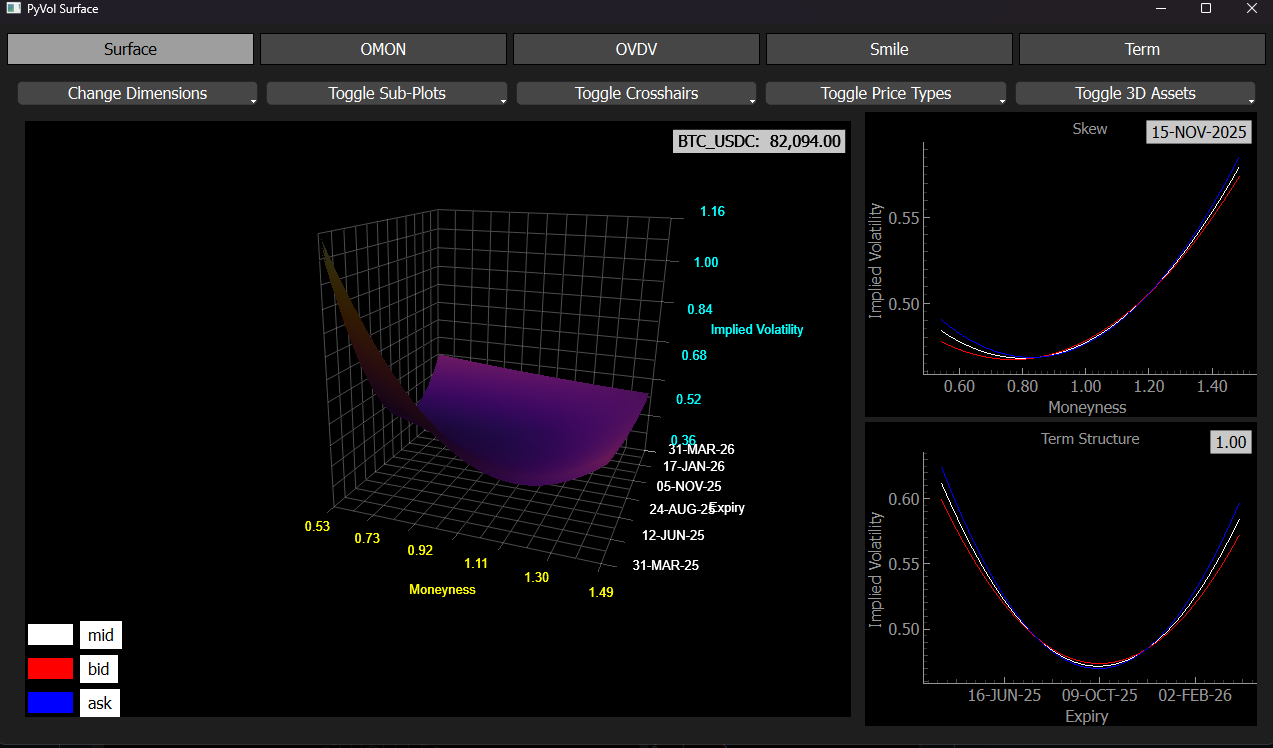 PyVol Surface
Surface
OMON
OVDV
Smile
Term
Change Dimensions
Toggle Sub-Plots
Toggle Crosshairs
Toggle Price Types
Toggle 3D Assets
BTC_USDC: 82,094.00
1.16
1.00
0.84
Implied Volatility
0.68
0.52
0.36
31-MAR-26
17-JAN-26
05-NOV-25
24-AUG-25
Expiry
12-JUN-25
31-MAR-25
0.53
0.73
0.92
1.11
1.30
1.49
Moneyness
mid
bid
ask
Skew
15-NOV-2025
Implied Volatility
0.55
0.50
0.60
0.80
1.00
1.20
1.40
Moneyness
Term Structure
1.00
Implied Volatility
0.60
0.55
0.50
16-JUN-25
09-OCT-25
02-FEB-26
Expiry